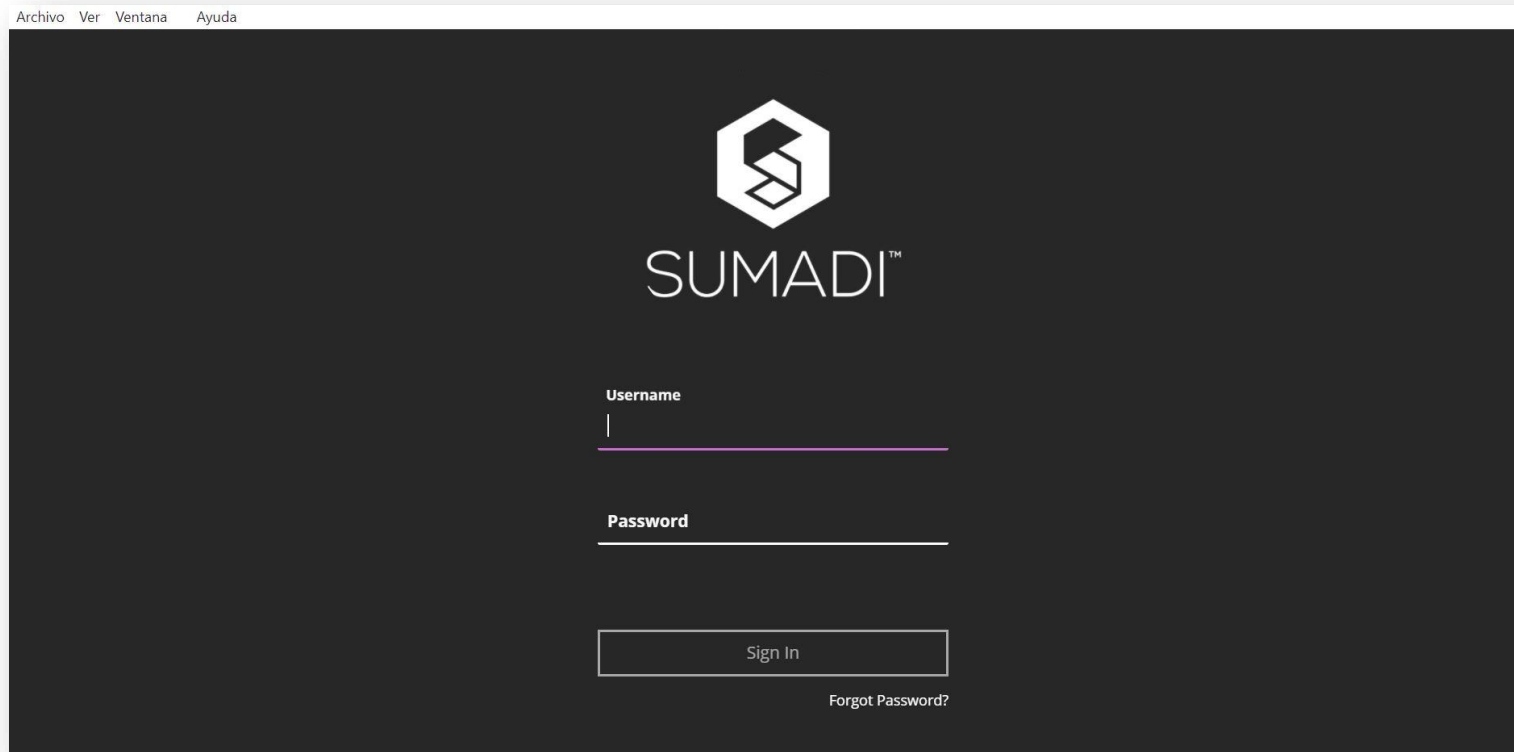 Archivo Ver Ventana Ayuda
SUMADI™
Username
Password
Sign In
Forgot Password?